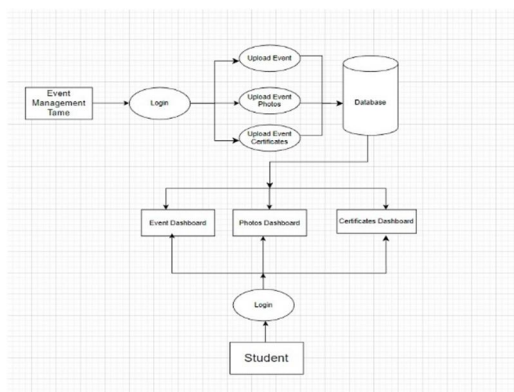 Upload Event
Event
Management
Tame
Login
Upload Event
Photos
Database
Upload Event
Certificates
Event Dashboard
Photos Dashboard
Certificates Dashboard
Login
Student